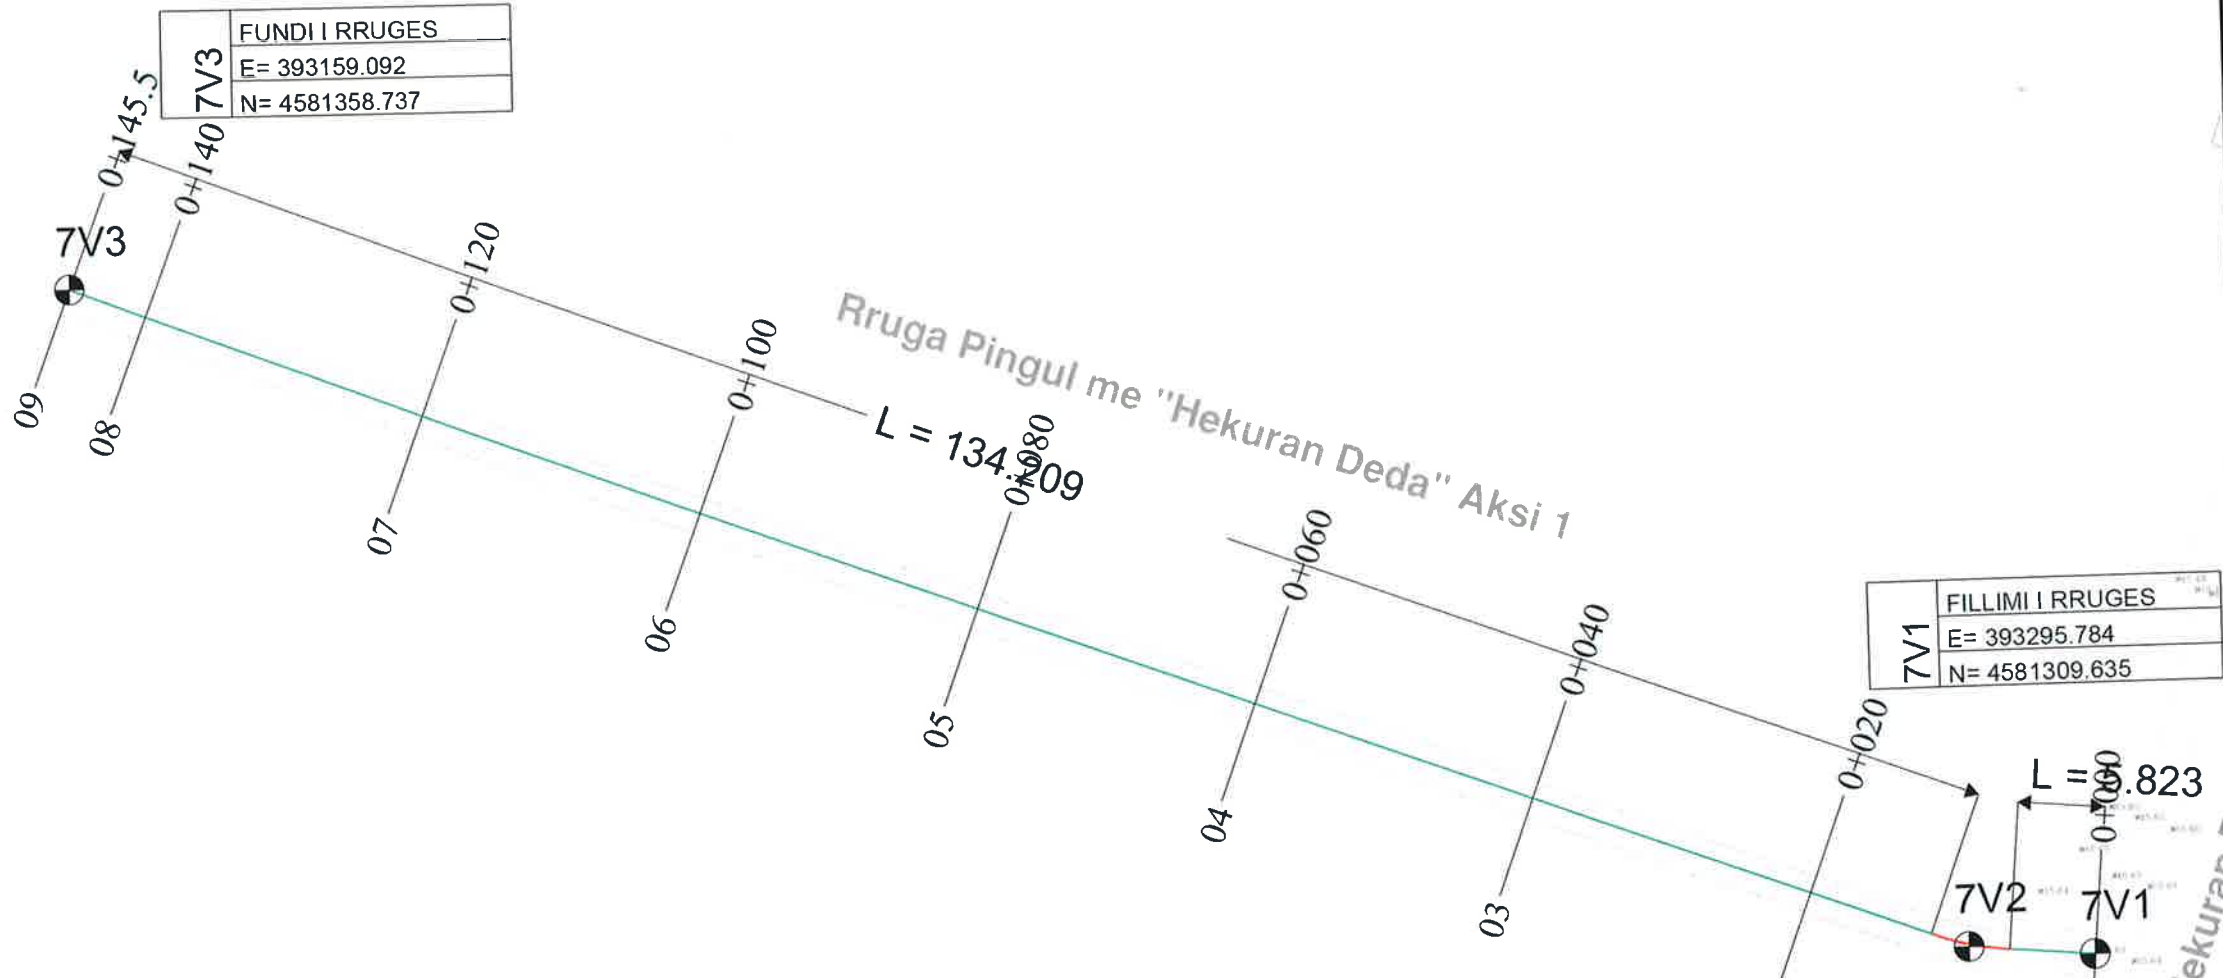 7V3
FUNDI I RRUGES
E= 393159.092
N= 4581358.737
0+145.5
0+140
7V3
0+120
0+100
09
08
07
06
Rruga Pingul me "Hekuran Deda" Aksi 1
L = 134.209
0+080
05
0+060
04
0+040
03
7V1
FILLIMI I RRUGES
E= 393295.784
N= 4581309.635
0+020
L = 5.823
0+000
7V2
7V1